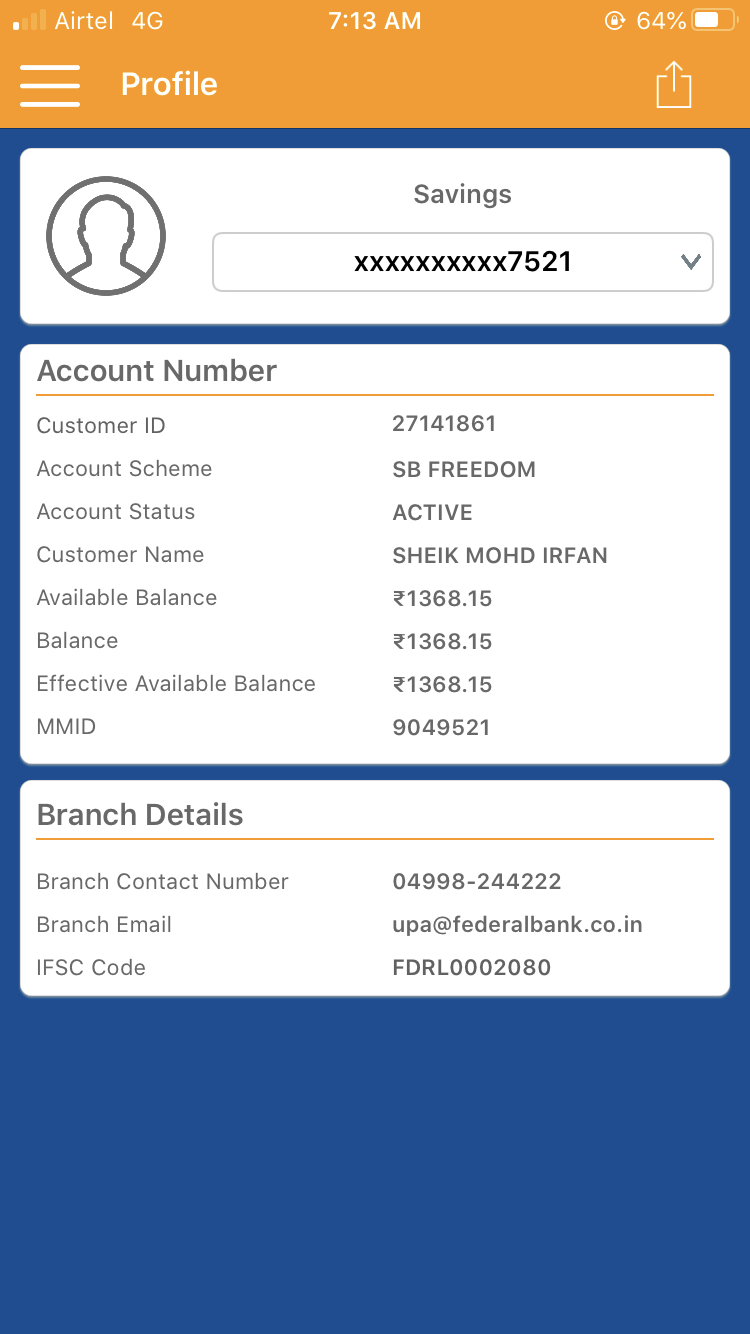 Airtel 4G 7:13 AM 64%
Profile
Savings
xxxxxxxxxx7521
Account Number
Customer ID 27141861
Account Scheme SB FREEDOM
Account Status ACTIVE
Customer Name SHEIK MOHD IRFAN
Available Balance ₹1368.15
Balance ₹1368.15
Effective Available Balance ₹1368.15
MMID 9049521
Branch Details
Branch Contact Number 04998-244222
Branch Email upa@federalbank.co.in
IFSC Code FDRL0002080